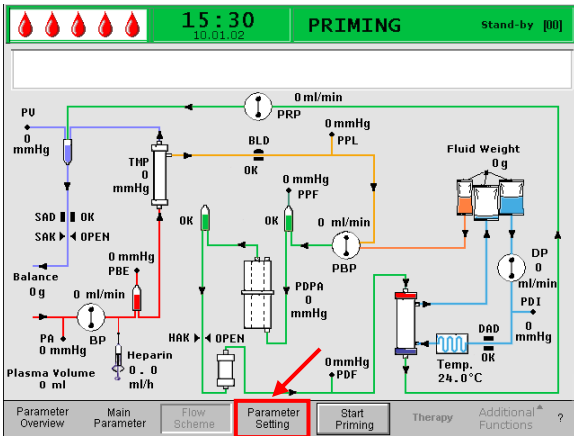 15:30
10.01.02
PRIMING
Stand-by [00]
0 ml/min
PRP
PV
0
mmHg
0 mmHg
PPL
BLD
OK
TMP
0
mmHg
Fluid Weight
0 g
0 mmHg
PPF
SAD OK
SAK OPEN
OK
OK
0 ml/min
PBP
Balance
0 g
0 mmHg
PBE
0 ml/min
BP
PDPA
0
mmHg
DP
0
ml/min
PDI
0
mmHg
PA
0 mmHg
Heparin
0.0
ml/h
HAK OPEN
DAD
OK
Plasma Volume
0 ml
0mmHg
PDF
Temp.
24.0°C
Parameter
Overview
Main
Parameter
Flow
Scheme
Parameter
Setting
Start
Priming
Therapy
Additional
Functions
?